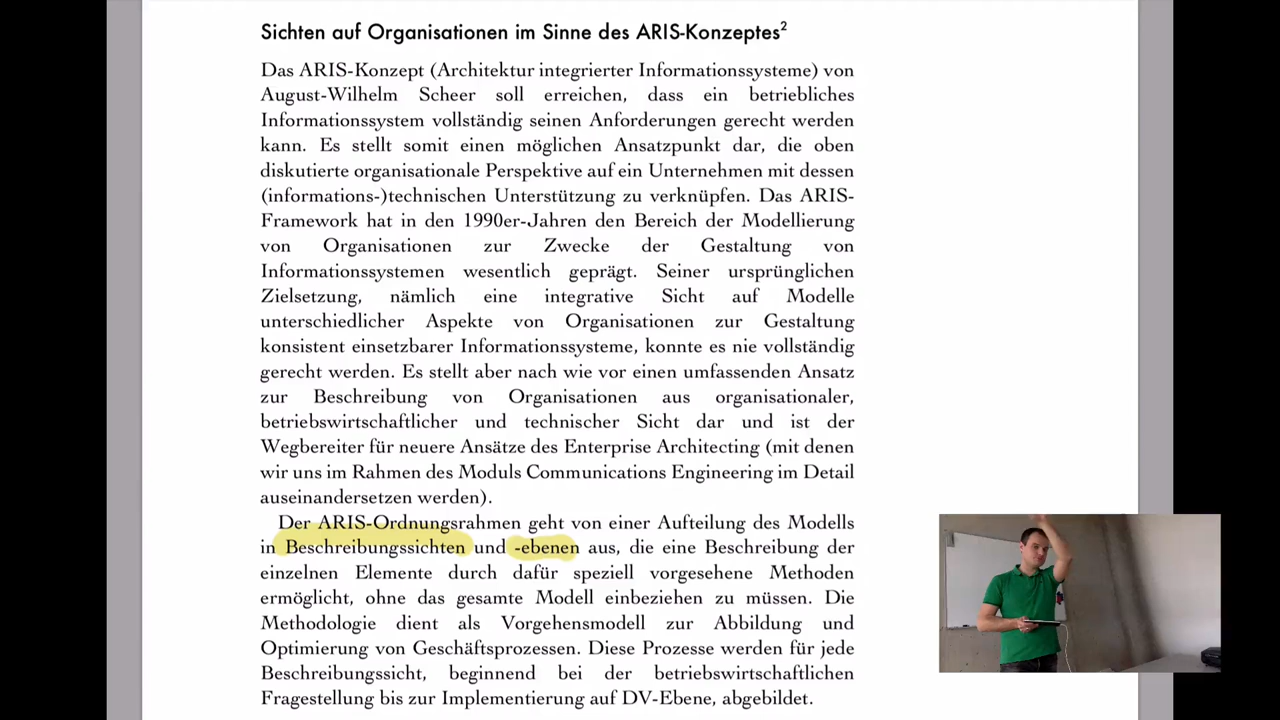 Sichten auf Organisationen im Sinne des ARIS-Konzeptes²
Das ARIS-Konzept (Architektur integrierter Informationssysteme) von
August-Wilhelm Scheer soll erreichen, dass ein betriebliches
Informationssystem vollständig seinen Anforderungen gerecht werden
kann. Es stellt somit einen möglichen Ansatzpunkt dar, die oben
diskutierte organisationale Perspektive auf ein Unternehmen mit dessen
(informations-)technischen Unterstützung zu verknüpfen. Das ARIS-
Framework hat in den 1990er-Jahren den Bereich der Modellierung
von Organisationen zur Zwecke der Gestaltung von
Informationssystemen wesentlich geprägt. Seiner ursprünglichen
Zielsetzung, nämlich eine integrative Sicht auf Modelle
unterschiedlicher Aspekte von Organisationen zur Gestaltung
konsistent einsetzbarer Informationssysteme, konnte es nie vollständig
gerecht werden. Es stellt aber nach wie vor einen umfassenden Ansatz
zur Beschreibung von Organisationen aus organisationaler,
betriebswirtschaftlicher und technischer Sicht dar und ist der
Wegbereiter für neuere Ansätze des Enterprise Architecting (mit denen
wir uns im Rahmen des Moduls Communications Engineering im Detail
auseinandersetzen werden).
Der ARIS-Ordnungsrahmen geht von einer Aufteilung des Modells
in Beschreibungssichten und -ebenen aus, die eine Beschreibung der
einzelnen Elemente durch dafür speziell vorgesehene Methoden
ermöglicht, ohne das gesamte Modell einbeziehen zu müssen. Die
Methodologie dient als Vorgehensmodell zur Abbildung und
Optimierung von Geschäftsprozessen. Diese Prozesse werden für jede
Beschreibungssicht, beginnend bei der betriebswirtschaftlichen
Fragestellung bis zur Implementierung auf DV-Ebene, abgebildet.